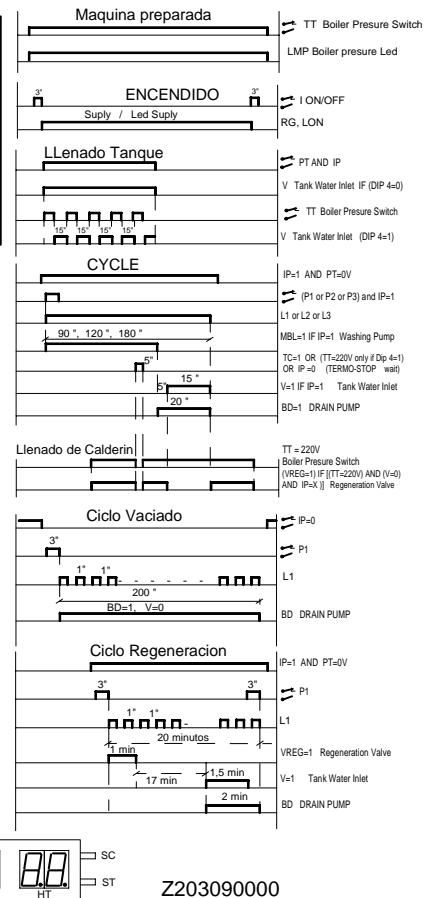 Maquina preparada
TT Boiler Presure Switch
LMP Boiler presure Led
ENCENDIDO
3"
3"
I ON/OFF
Suply / Led Suply
RG, LON
LLenado Tanque
PT AND IP
V Tank Water Inlet IF (DIP 4=0)
TT Boiler Presure Switch
15" 15" 15" 15"
V Tank Water Inlet (DIP 4=1)
CYCLE
IP=1 AND PT=0V
(P1 or P2 or P3) and IP=1
L1 or L2 or L3
90 ", 120 ", 180 "
MBL=1 IF IP=1 Washing Pump
5"
TC=1 OR (TT=220V only if Dip 4=1)
OR IP =0 (TERMO-STOP wait)
15 "
5"
V=1 IF IP=1 Tank Water Inlet
20 "
BD=1 DRAIN PUMP
Llenado de Calderin
TT = 220V
Boiler Presure Switch
(VREG=1) IF [(TT=220V) AND (V=0)
AND IP=X )] Regeneration Valve
Ciclo Vaciado
IP=0
3"
P1
1" 1"
L1
200 "
BD=1, V=0
BD DRAIN PUMP
Ciclo Regeneracion
IP=1 AND PT=0V
3"
3"
P1
1" 1"
L1
20 minutos
1 min
VREG=1 Regeneration Valve
17 min
1,5 min
V=1 Tank Water Inlet
2 min
BD DRAIN PUMP
8.8.
SC
ST
HT
Z203090000